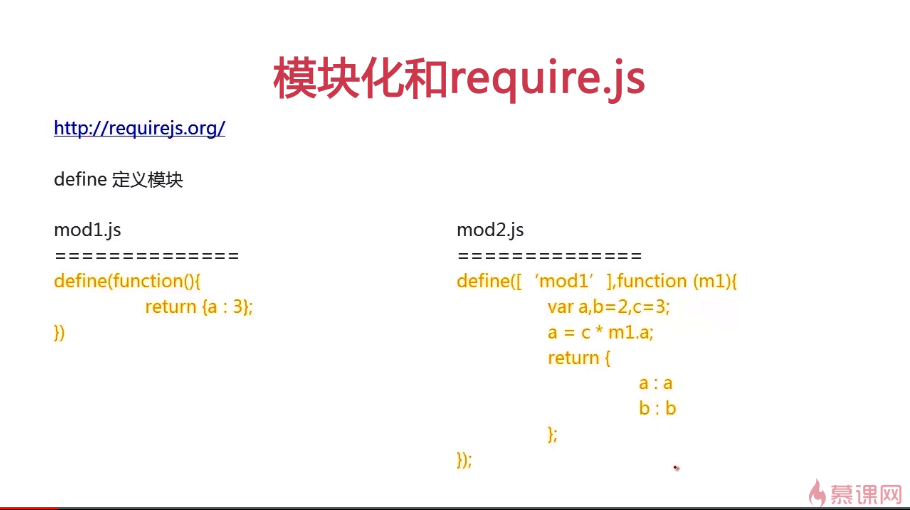 模块化和require.js
http://requirejs.org/
define 定义模块
mod1.js
==============
define(function(){
return {a : 3};
})
mod2.js
==============
define([‘mod1’],function (m1){
var a,b=2,c=3;
a = c * m1.a;
return {
a : a
b : b
};
});
慕课网